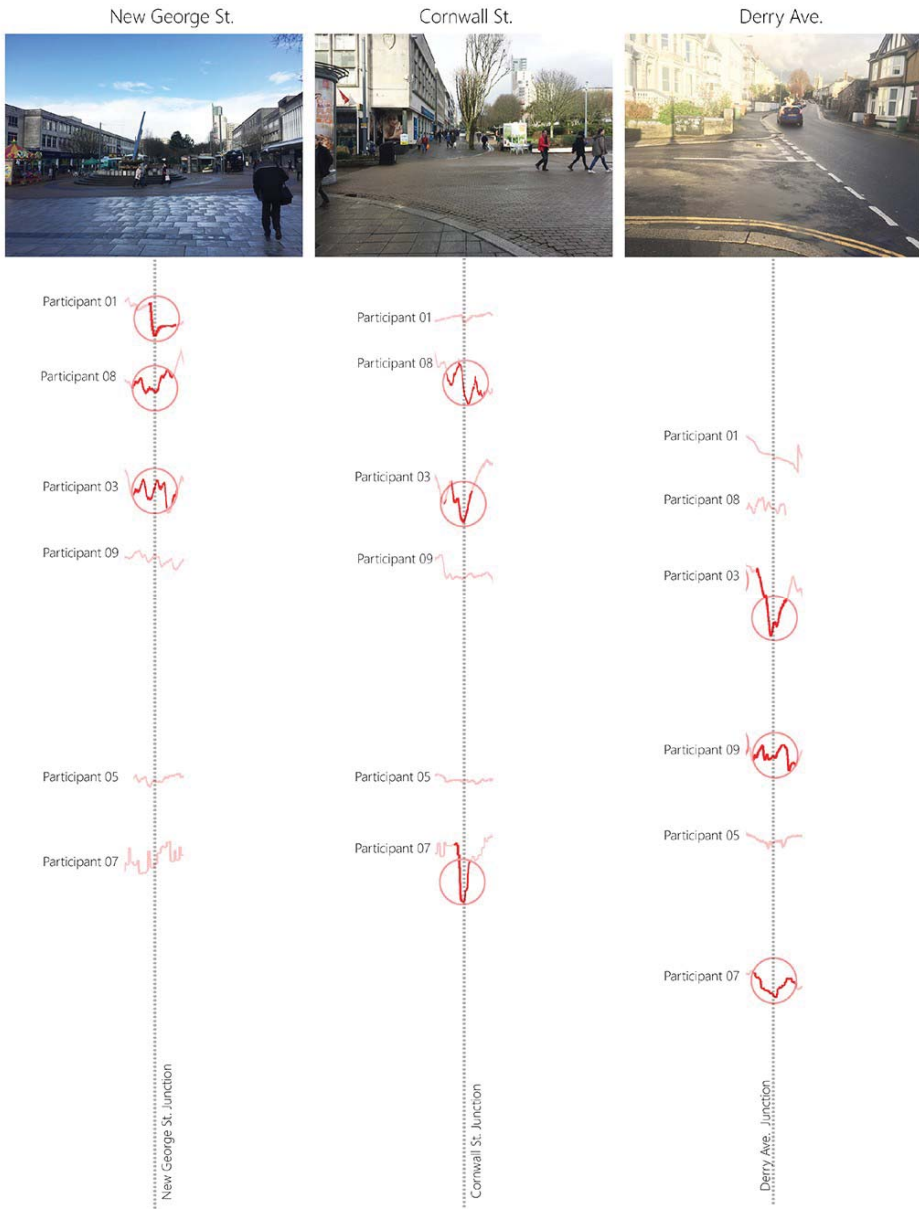 New George St.
Cornwall St.
Derry Ave.
Participant 01
Participant 08
Participant 03
Participant 09
Participant 05
Participant 07
New George St. Junction
Participant 01
Participant 08
Participant 03
Participant 09
Participant 05
Participant 07
Cornwall St. Junction
Participant 01
Participant 08
Participant 03
Participant 09
Participant 05
Participant 07
Derry Ave. Junction